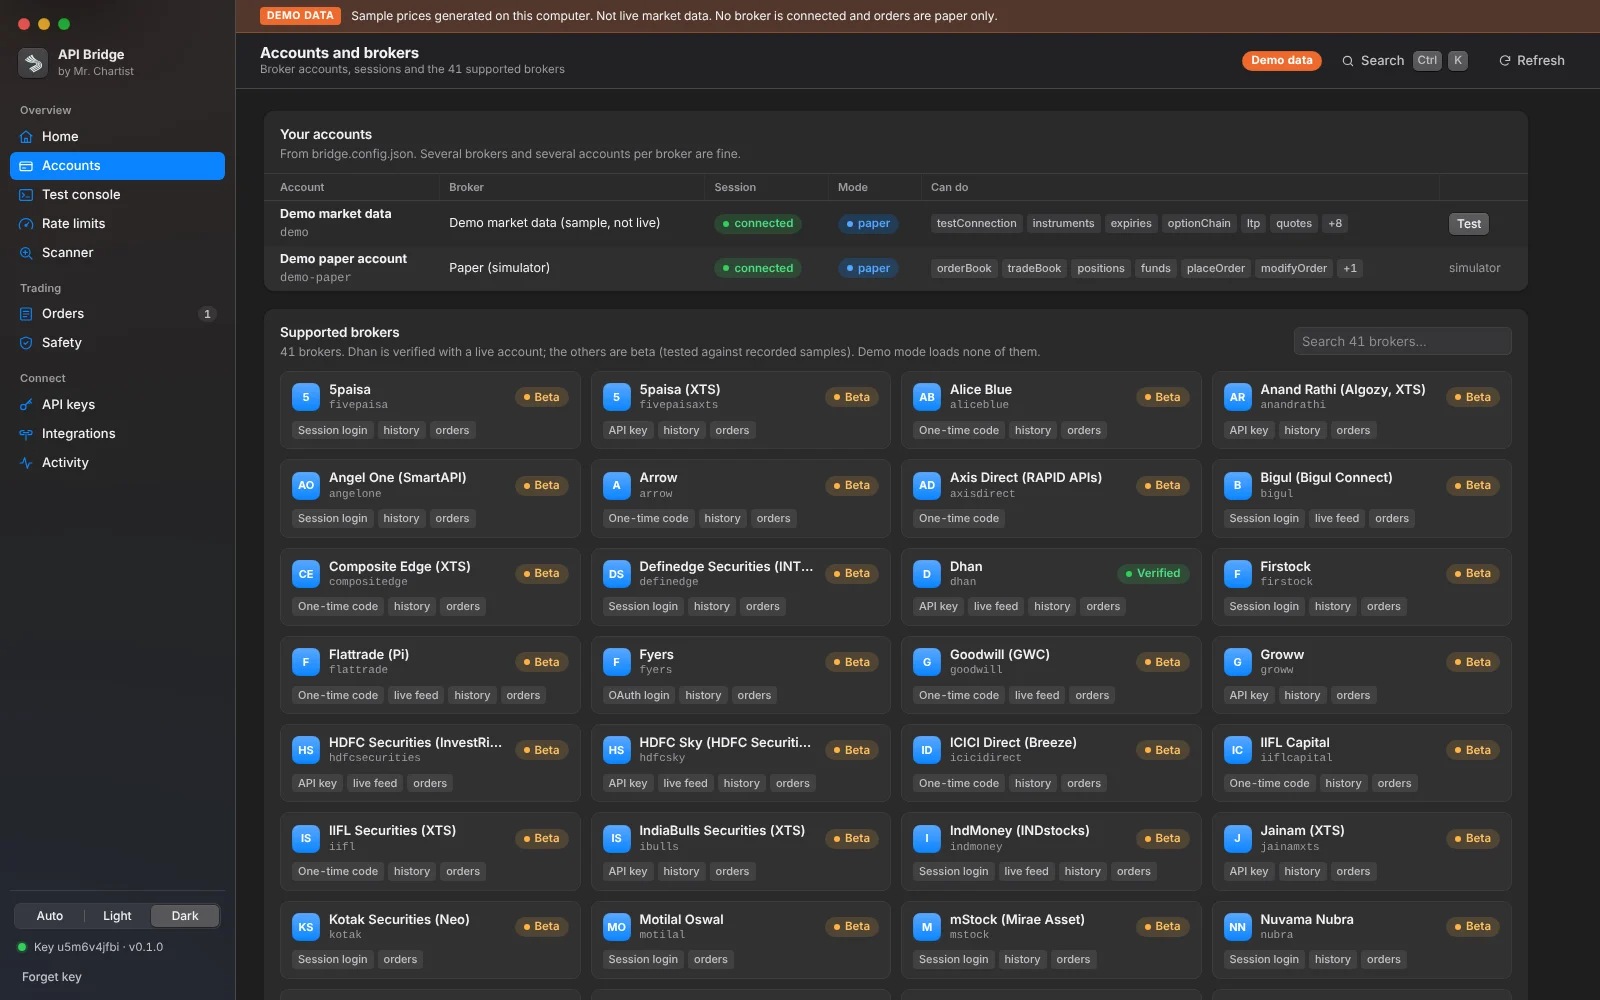 DEMO DATA Sample prices generated on this computer. Not live market data. No broker is connected and orders are paper only.
API Bridge
by Mr. Chartist
Overview
Home
Accounts
Test console
Rate limits
Scanner
Trading
Orders 1
Safety
Connect
API keys
Integrations
Activity
Auto Light Dark
Key u5m6v4jfbi · v0.1.0
Forget key
Accounts and brokers
Broker accounts, sessions and the 41 supported brokers
Demo data Search Ctrl K Refresh
Your accounts
From bridge.config.json. Several brokers and several accounts per broker are fine.
Account Broker Session Mode Can do
Demo market data
demo
Demo market data (sample, not live) connected paper testConnection instruments expiries optionChain ltp quotes +8 Test
Demo paper account
demo-paper
Paper (simulator) connected paper orderBook tradeBook positions funds placeOrder modifyOrder +1 simulator
Supported brokers
41 brokers. Dhan is verified with a live account; the others are beta (tested against recorded samples). Demo mode loads none of them.
Search 41 brokers...
5 5paisa Beta
fivepaisa
Session login history orders
5 5paisa (XTS) Beta
fivepaisaxts
API key history orders
AB Alice Blue Beta
aliceblue
One-time code history orders
AR Anand Rathi (Algozy, XTS) Beta
anandrathi
API key history orders
AO Angel One (SmartAPI) Beta
angelone
Session login history orders
A Arrow Beta
arrow
One-time code history orders
AD Axis Direct (RAPID APIs) Beta
axisdirect
One-time code
B Bigul (Bigul Connect) Beta
bigul
Session login live feed orders
CE Composite Edge (XTS) Beta
compositedge
One-time code history orders
DS Definedge Securities (INT... Beta
definedge
Session login history orders
D Dhan Verified
dhan
API key live feed history orders
F Firstock Beta
firstock
Session login history orders
F Flattrade (Pi) Beta
flattrade
One-time code live feed history orders
F Fyers Beta
fyers
OAuth login history orders
G Goodwill (GWC) Beta
goodwill
One-time code live feed orders
G Groww Beta
groww
API key history orders
HS HDFC Securities (InvestRi... Beta
hdfcsecurities
API key live feed orders
HS HDFC Sky (HDFC Securiti... Beta
hdfcsky
API key live feed history orders
ID ICICI Direct (Breeze) Beta
icicidirect
One-time code history orders
IC IIFL Capital Beta
iiflcapital
One-time code history orders
IS IIFL Securities (XTS) Beta
iifl
One-time code history orders
IS IndiaBulls Securities (XTS) Beta
ibulls
API key history orders
I IndMoney (INDstocks) Beta
indmoney
Session login live feed history orders
J Jainam (XTS) Beta
jainamxts
API key history orders
KS Kotak Securities (Neo) Beta
kotak
Session login orders
MO Motilal Oswal Beta
motilal
Session login orders
M mStock (Mirae Asset) Beta
mstock
Session login history orders
NN Nuvama Nubra Beta
nubra
Session login history orders